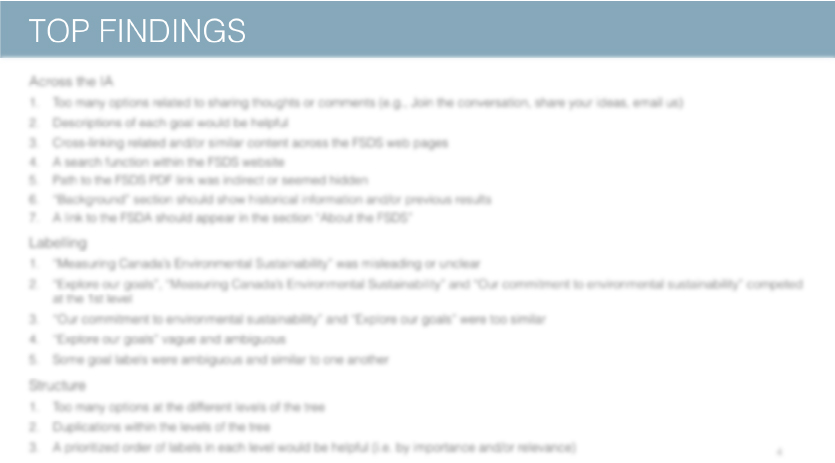 TOP FINDINGS
Across the IA
1. Too many options related to sharing thoughts or comments (e.g., Join the conversation, share your ideas, email us)
2. Descriptions of each goal would be helpful
3. Cross-linking related and/or similar content across the FSDS web pages
4. A search function within the FSDS website
5. Path to the FSDS PDF link was indirect or seemed hidden
6. "Background" section should show historical information and/or previous results
7. A link to the FSDA should appear in the section "About the FSDS"
Labelling
1. "Measuring Canada's Environmental Sustainability" was misleading or unclear
2. "Explore our goals", "Measuring Canada's Environmental Sustainability" and "Our commitment to environmental sustainability" competed
at the 1st level
3. "Our commitment to environmental sustainability" and "Explore our goals" were too similar
4. "Explore our goals" vague and ambiguous
5. Some goal labels were ambiguous and similar to one another
Structure
1. Too many options at the different levels of the tree
2. Duplications within the levels of the tree
3. A prioritized order of labels in each level would be helpful (i.e. by importance and/or relevance)